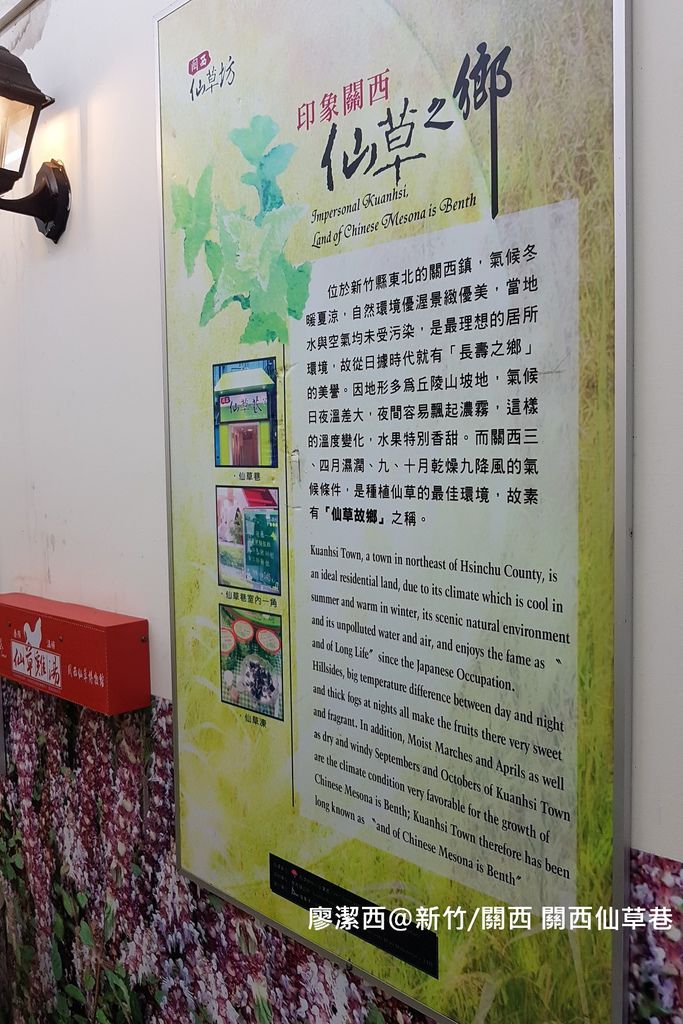 關西
仙草坊
印象關西
仙草之鄉
Impersonal Kuanhsi,
Land of Chinese Mesona is Benth
位於新竹縣東北的關西鎮，氣候冬
暖夏涼，自然環境優渥景緻優美，當地
水與空氣均未受污染，是最理想的居所
環境，故從日據時代就有「長壽之鄉」
的美譽。因地形多為丘陵山坡地，氣候
日夜溫差大，夜間容易飄起濃霧，這樣
的溫度變化，水果特別香甜。而關西三
、四月濕潤、九、十月乾燥九降風的氣
候條件，是種植仙草的最佳環境，故素
有「仙草故鄉」之稱。
仙草巷
·仙草巷
·仙草巷室內一角
·仙草凍
Kuanhsi Town, a town in northeast of Hsinchu County, is
an ideal residential land, due to its climate which is cool in
summer and warm in winter, its scenic natural environment
and its unpolluted water and air, and enjoys the fame as〝
and of Long Life〞since the Japanese Occupation.
Hillsides, big temperature difference between day and night
and thick fogs at nights all make the fruits there very sweet
and fragrant. In addition, Moist Marches and Aprils as well
as dry and windy Septembers and Octobers of Kuanhsi Town
are the climate condition very favorable for the growth of
Chinese Mesona is Benth; Kuanhsi Town therefore has been
long known as〝and of Chinese Mesona is Benth〞
仙草雞湯
關西仙草博物館
廖潔西@新竹/關西 關西仙草巷